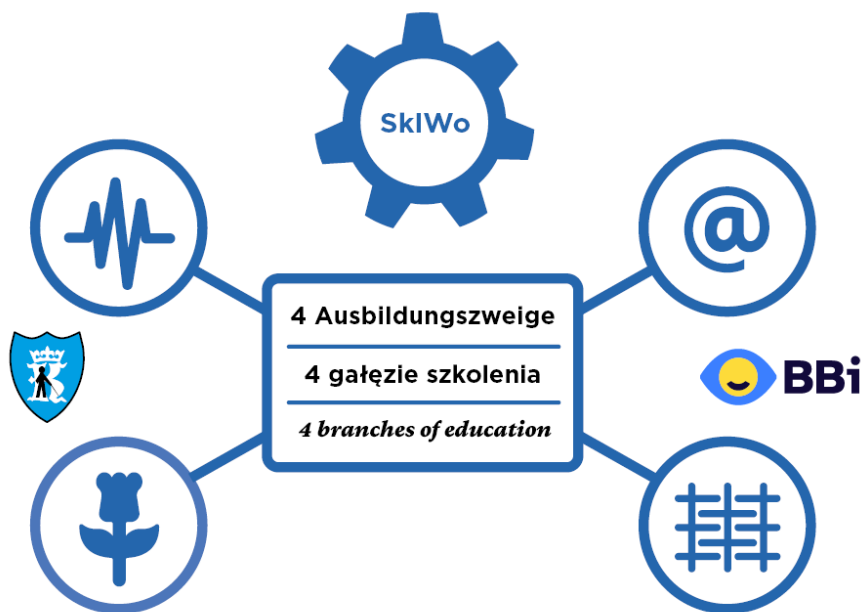 SkIWo
@
4 Ausbildungszweige
4 gałęzie szkolenia
4 branches of education
BBi